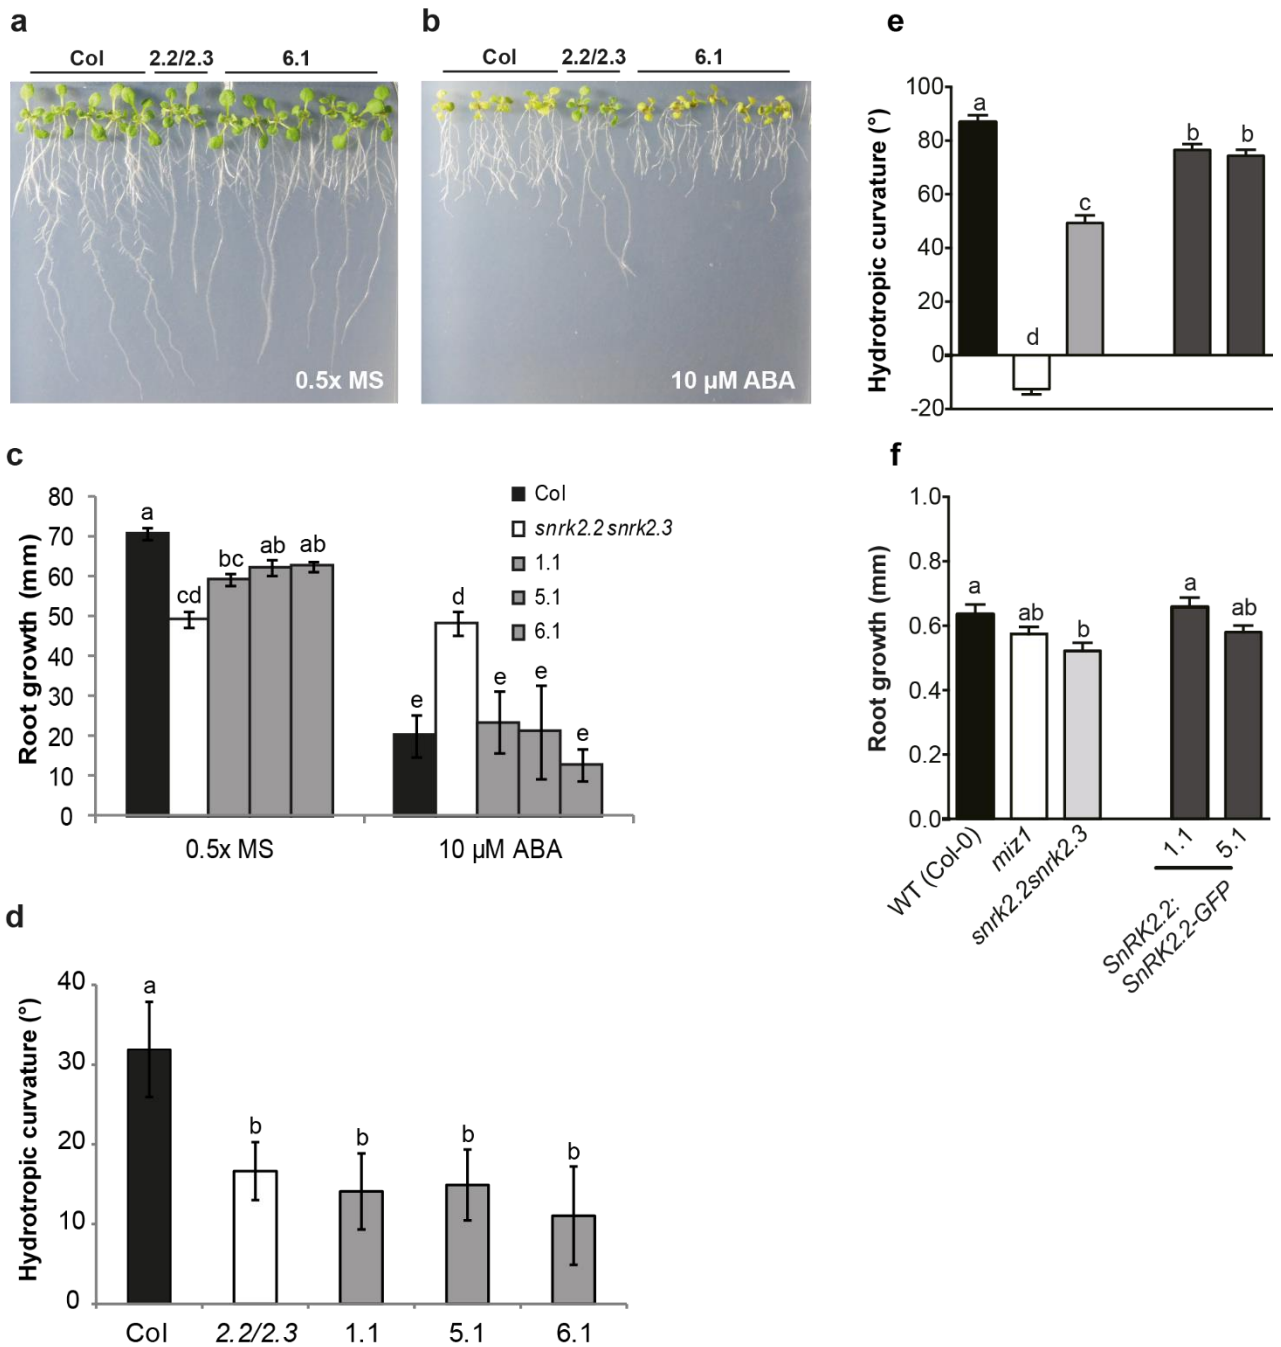 a
Col 2.2/2.3 6.1
0.5x MS
b
Col 2.2/2.3 6.1
10 µM ABA
c
Root growth (mm)
80
70
60
50
40
30
20
10
0
a
cd
bc
ab
ab
e
d
e
e
e
Col
snrk2.2 snrk2.3
1.1
5.1
6.1
0.5x MS
10 µM ABA
d
Hydrotropic curvature (°)
40
30
20
10
0
a
b
b
b
b
Col
2.2/2.3
1.1
5.1
6.1
e
Hydrotropic curvature (°)
100
80
60
40
20
0
-20
a
d
c
b
b
f
Root growth (mm)
1.0
0.8
0.6
0.4
0.2
0.0
a
ab
b
a
ab
WT (Col-0)
miz1
snrk2.2snrk2.3
1.1
5.1
SnRK2.2:
SnRK2.2-GFP